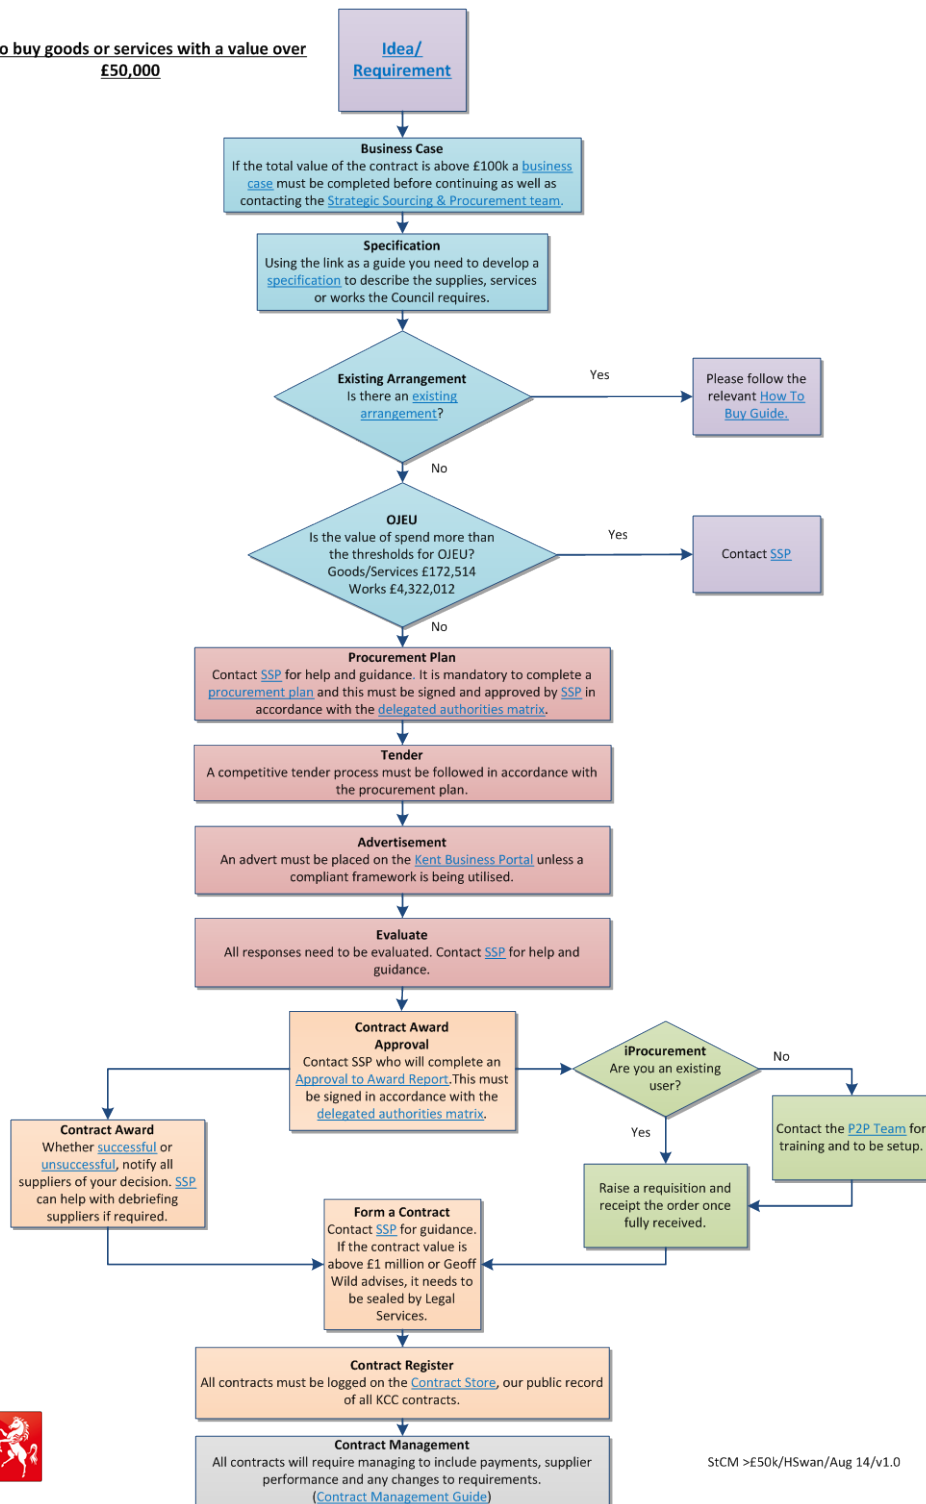 o buy goods or services with a value over
£50,000
Idea/
Requirement
Business Case
If the total value of the contract is above £100k a business
case must be completed before continuing as well as
contacting the Strategic Sourcing & Procurement team.
Specification
Using the link as a guide you need to develop a
specification to describe the supplies, services
or works the Council requires.
Existing Arrangement
Is there an existing
arrangement?
Yes
Please follow the
relevant How To
Buy Guide.
No
OJEU
Is the value of spend more than
the thresholds for OJEU?
Goods/Services £172,514
Works £4,322,012
Yes
Contact SSP
No
Procurement Plan
Contact SSP for help and guidance. It is mandatory to complete a
procurement plan and this must be signed and approved by SSP in
accordance with the delegated authorities matrix.
Tender
A competitive tender process must be followed in accordance with
the procurement plan.
Advertisement
An advert must be placed on the Kent Business Portal unless a
compliant framework is being utilised.
Evaluate
All responses need to be evaluated. Contact SSP for help and
guidance.
Contract Award
Approval
Contact SSP who will complete an
Approval to Award Report.This must
be signed in accordance with the
delegated authorities matrix.
iProcurement
Are you an existing
user?
No
Yes
Contact the P2P Team for
training and to be setup.
Contract Award
Whether successful or
unsuccessful, notify all
suppliers of your decision. SSP
can help with debriefing
suppliers if required.
Raise a requisition and
receipt the order once
fully received.
Form a Contract
Contact SSP for guidance.
If the contract value is
above £1 million or Geoff
Wild advises, it needs to
be sealed by Legal
Services.
Contract Register
All contracts must be logged on the Contract Store, our public record
of all KCC contracts.
Contract Management
All contracts will require managing to include payments, supplier
performance and any changes to requirements.
(Contract Management Guide)
StCM >£50k/HSwan/Aug 14/v1.0